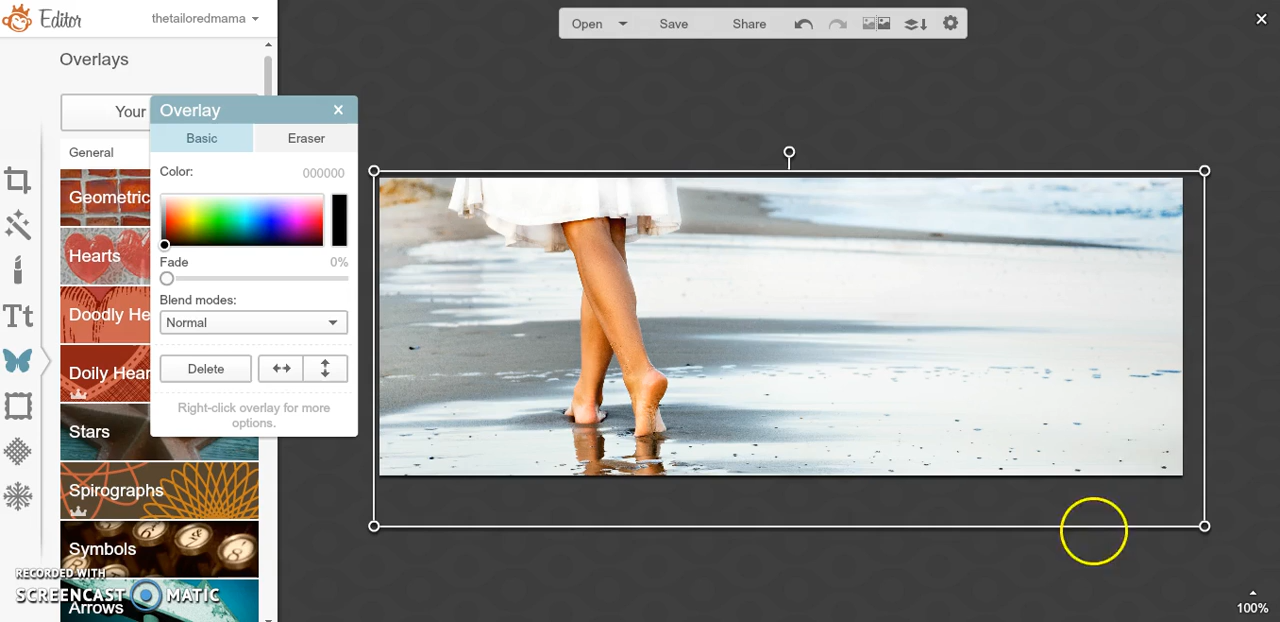 Editor
thetailoredmama
Open Save Share
Overlays
Your
Overlay
Basic Eraser
General
Color: 000000
Geometric
Hearts
Fade 0%
Blend modes:
Normal
Doodly He
Delete
Doily Hear
Right-click overlay for more
options.
Stars
Spirographs
Symbols
RECORDED WITH
SCREENCAST MATIC
Arrows
100%